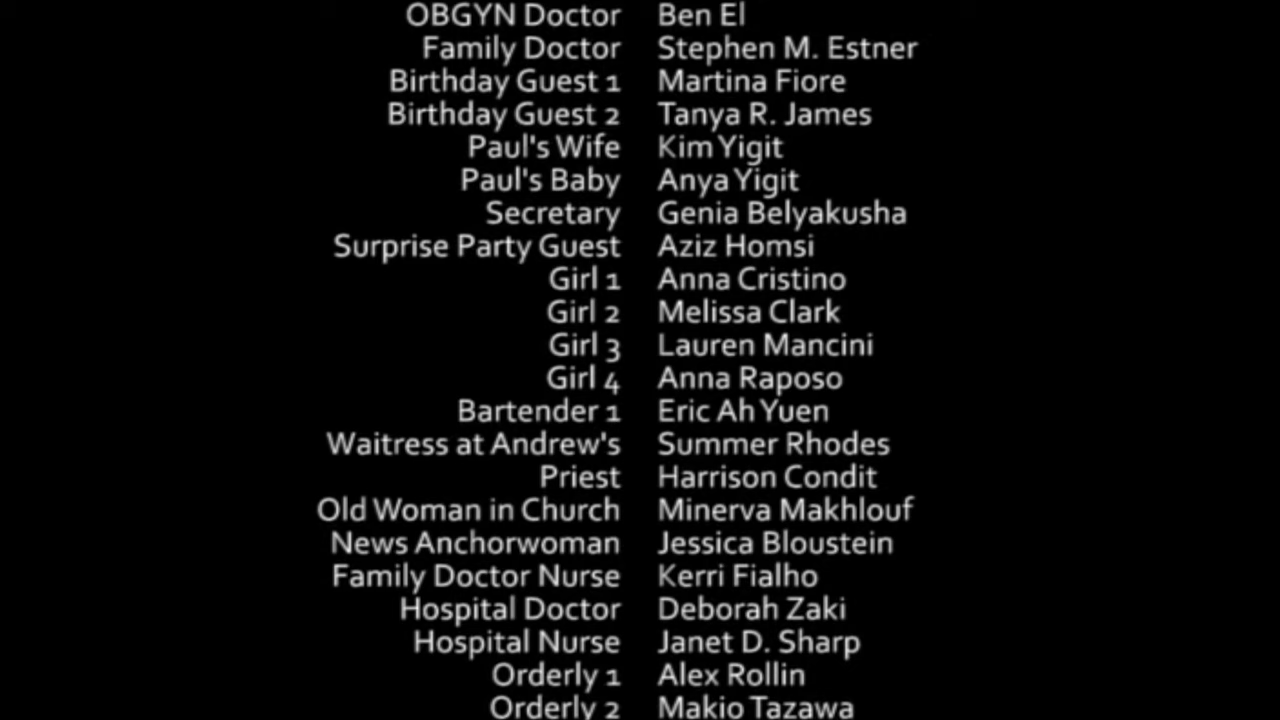 OBGYN Doctor Ben El
Family Doctor Stephen M. Estner
Birthday Guest 1 Martina Fiore
Birthday Guest 2 Tanya R. James
Paul's Wife Kim Yigit
Paul's Baby Anya Yigit
Secretary Genia Belyakusha
Surprise Party Guest Aziz Homsi
Girl 1 Anna Cristino
Girl 2 Melissa Clark
Girl 3 Lauren Mancini
Girl 4 Anna Raposo
Bartender 1 Eric Ah Yuen
Waitress at Andrew's Summer Rhodes
Priest Harrison Condit
Old Woman in Church Minerva Makhlouf
News Anchorwoman Jessica Bloustein
Family Doctor Nurse Kerri Fialho
Hospital Doctor Deborah Zaki
Hospital Nurse Janet D. Sharp
Orderly 1 Alex Rollin
Orderly 2 Makio Tazawa